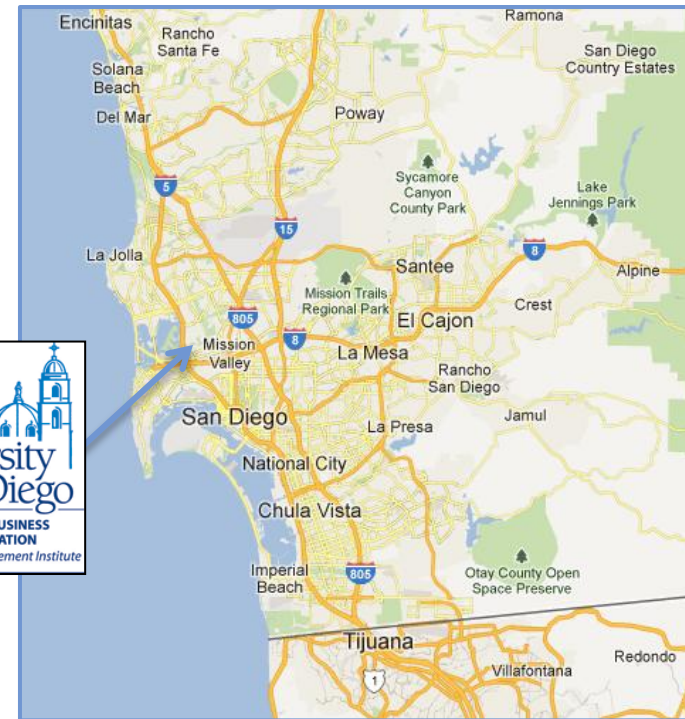 Encinitas
Rancho
Santa Fe
Ramona
San Diego
Country Estates
Solana
Beach
Del Mar
Poway
5
Sycamore
Canyon
County Park
Lake
Jennings Park
15
8
La Jolla
Santee
Alpine
Mission Trails
Regional Park
Crest
805
El Cajon
Mission
Valley
8
La Mesa
Rancho
San Diego
San Diego
La Presa
Jamul
rsity
Diego
USINESS
ATION
ement Institute
National City
Chula Vista
Imperial
Beach
805
Otay County Open
Space Preserve
Tijuana
1
Villafontana
Redondo